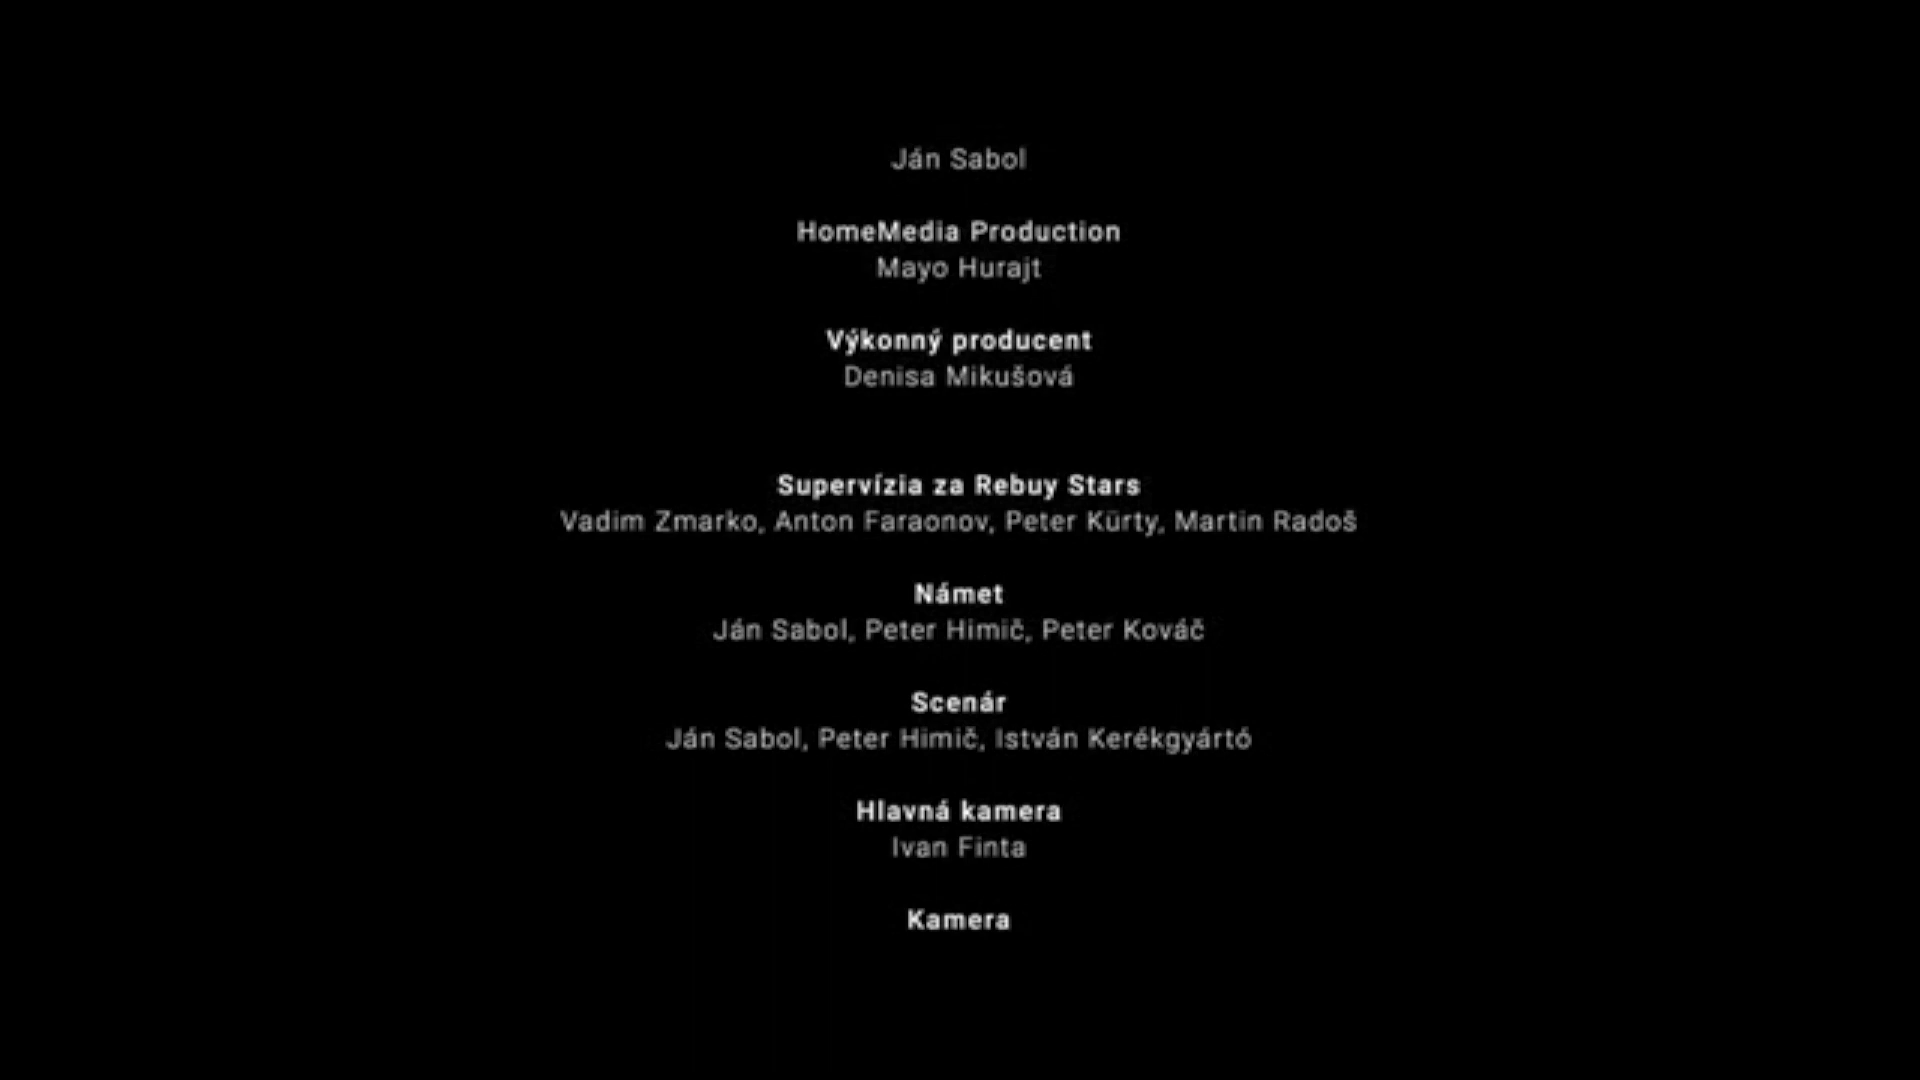 Ján Sabol
HomeMedia Production
Mayo Hurajt
Výkonný producent
Denisa Mikušová
Supervízia za Rebuy Stars
Vadim Zmarko, Anton Faraonov, Peter Kürty, Martin Radoš
Námet
Ján Sabol, Peter Himič, Peter Kováč
Scenár
Ján Sabol, Peter Himič, István Kerékgyártó
Hlavná kamera
Ivan Finta
Kamera